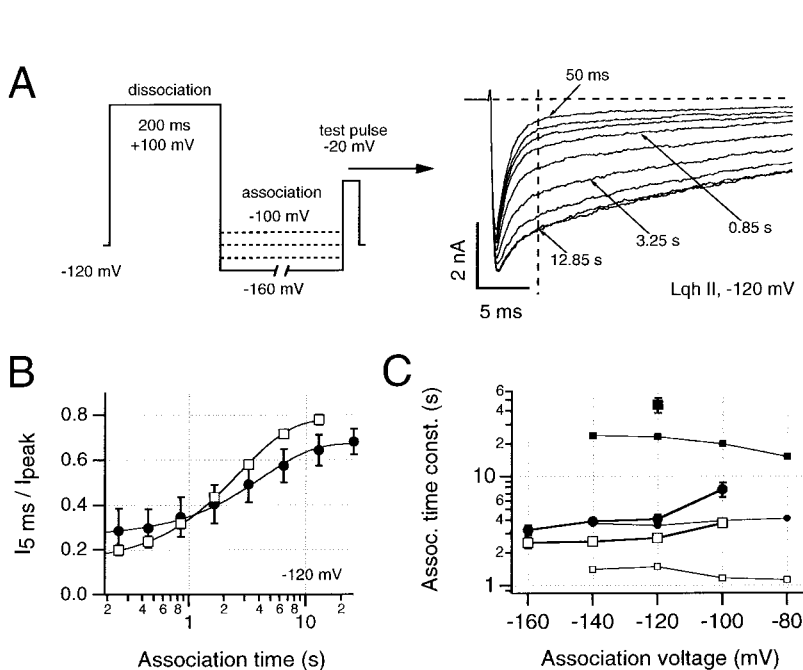 A
dissociation
200 ms
+100 mV
test pulse
-20 mV
association
-100 mV
-120 mV
-160 mV
50 ms
0.85 s
3.25 s
12.85 s
2 nA
5 ms
Lqh II, -120 mV
B
I5 ms / Ipeak
0.8
0.6
0.4
0.2
0.0
-120 mV
2 4 6 8 2 4 6 8 2
1 10
Association time (s)
C
Assoc. time const. (s)
6
4
2
10
6
4
2
1
-160 -140 -120 -100 -80
Association voltage (mV)